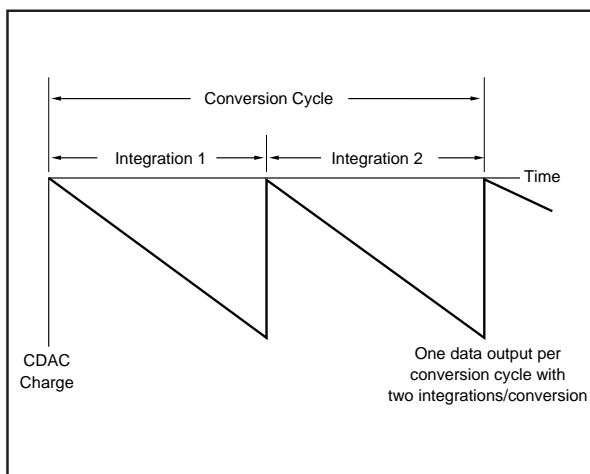 Conversion Cycle
Integration 1
Integration 2
Time
CDAC
Charge
One data output per
conversion cycle with
two integrations/conversion